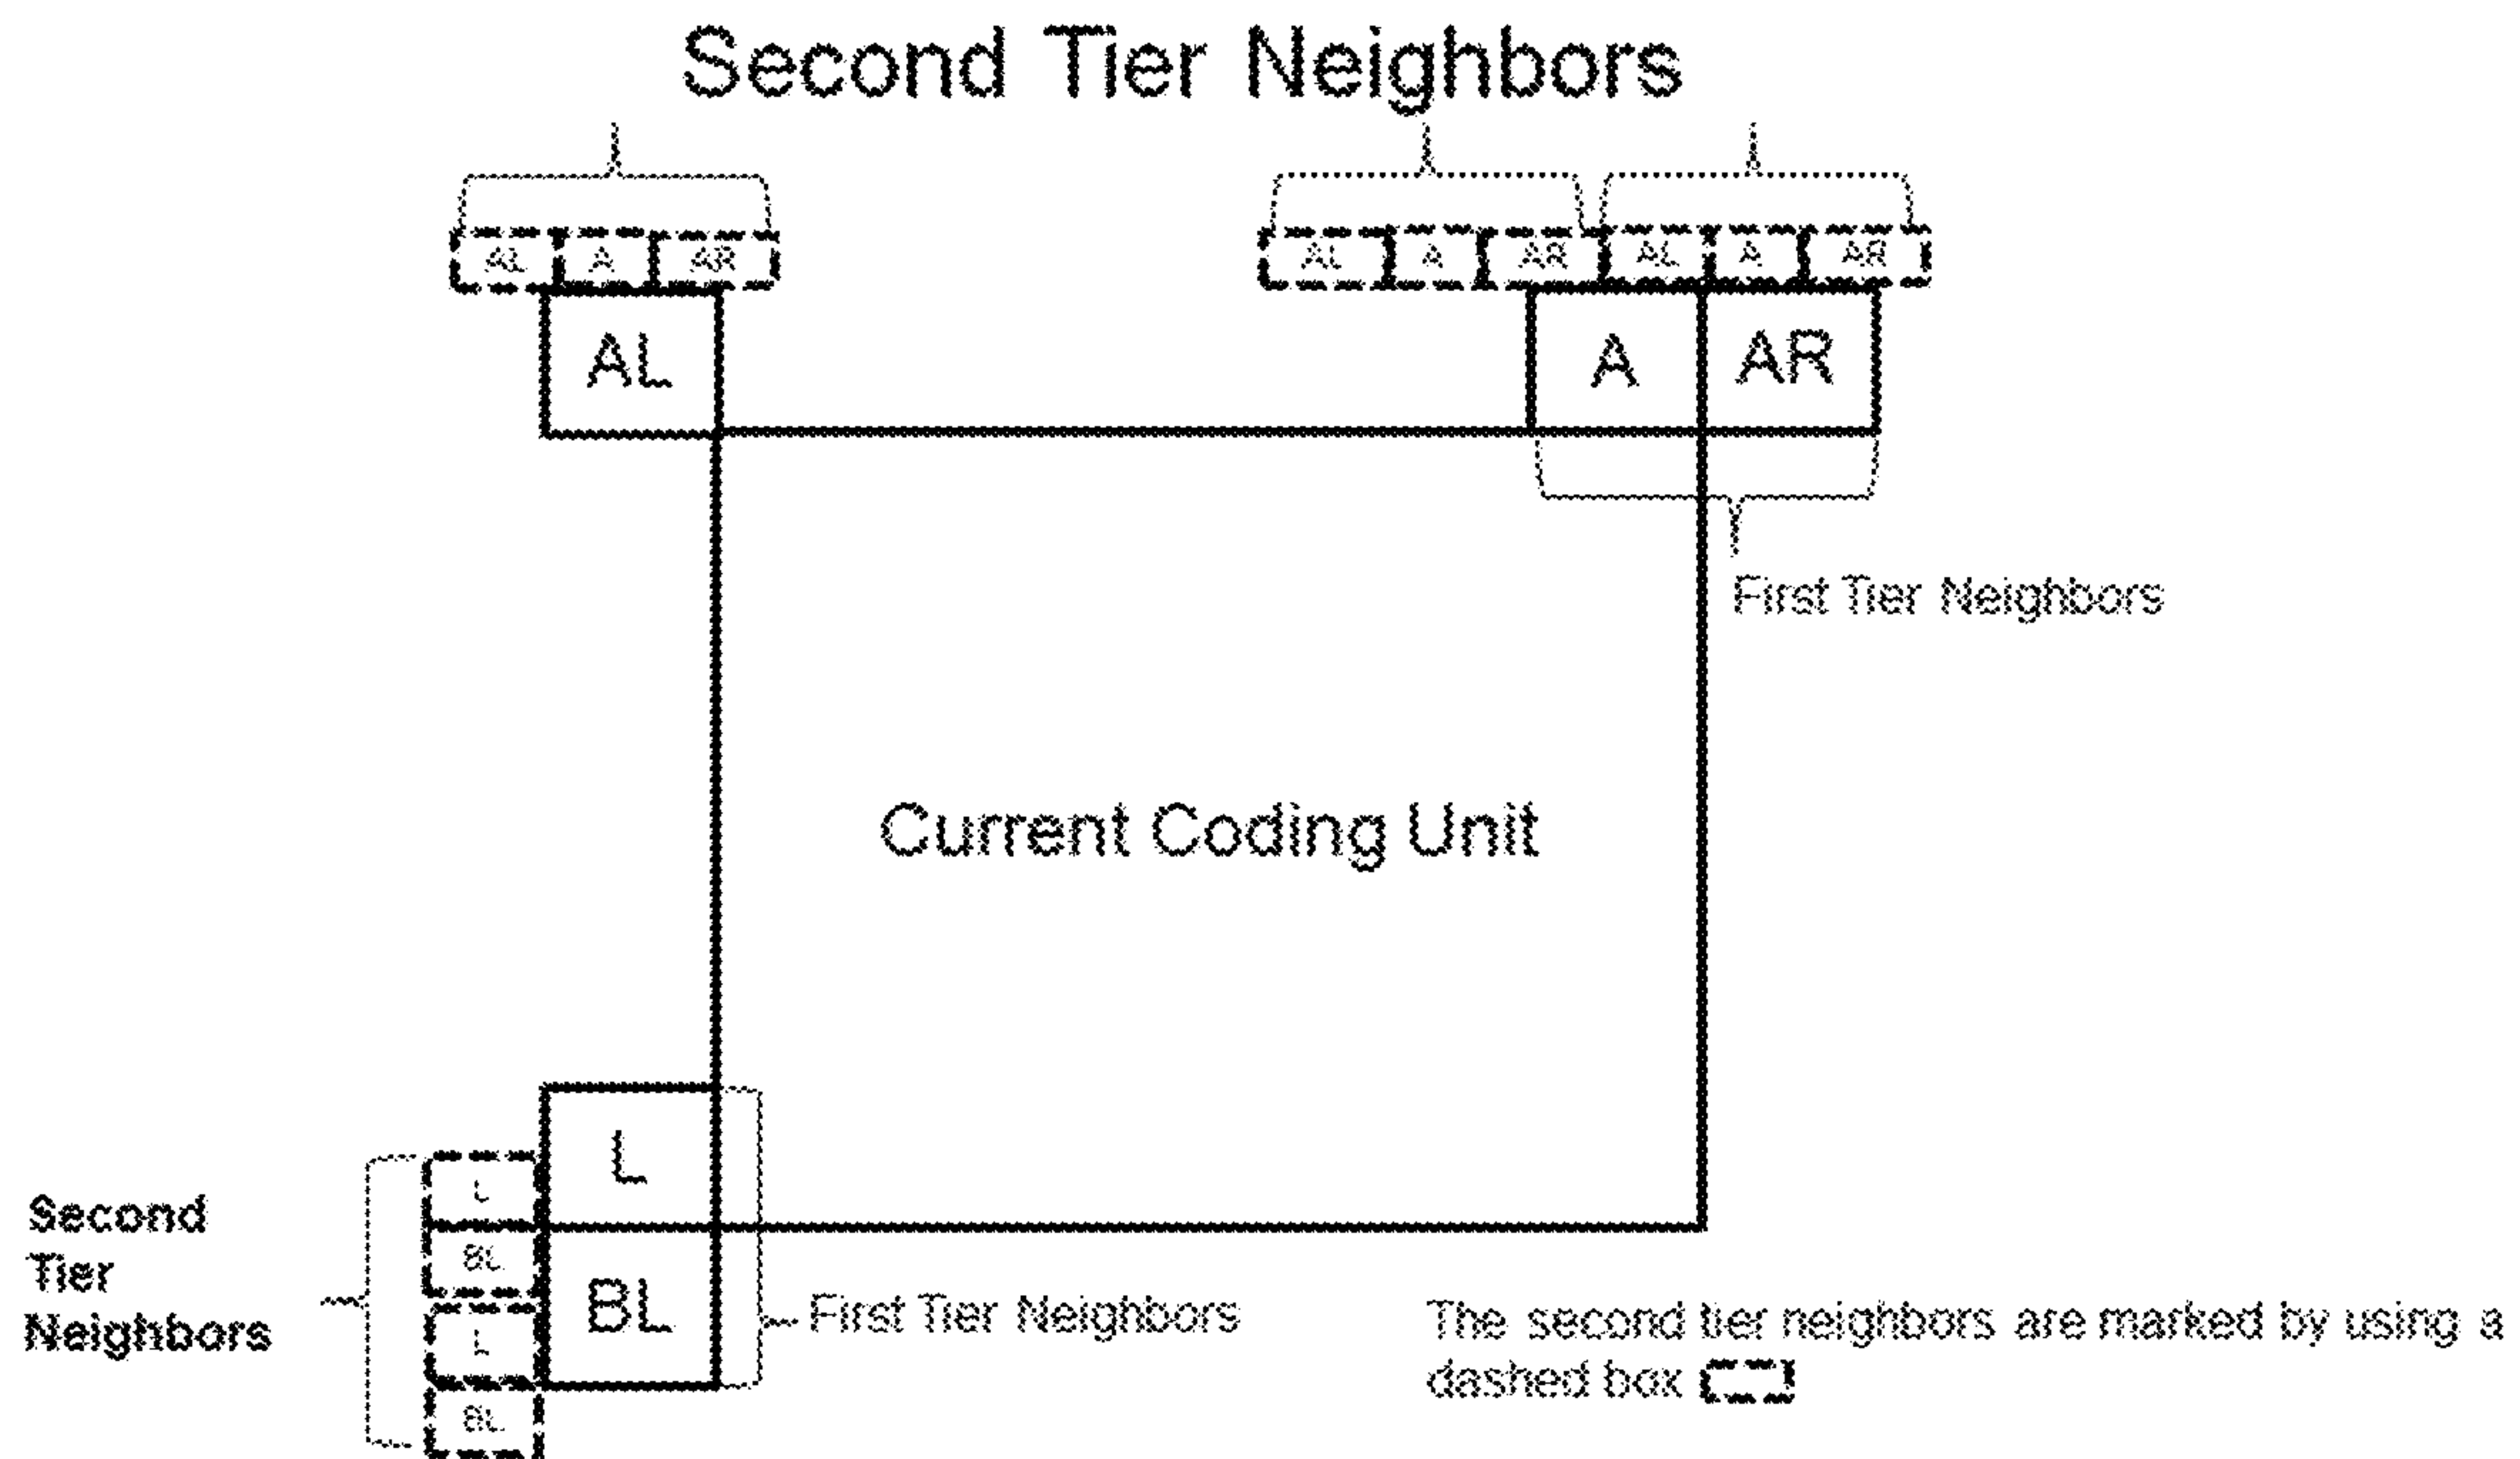 Second Tier Neighbors
AL A AR AL A AR AL A AR
AL A AR
First Tier Neighbors
Current Coding Unit
L
L
Second
Tier
Neighbors
BL
BL
First Tier Neighbors
L
BL
The second tier neighbors are marked by using a
dashed box